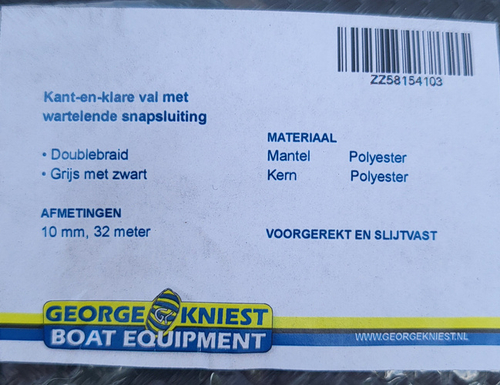 ZZ58154103
Kant-en-klare val met
wartelende snapsluiting
• Doublebraid
• Grijs met zwart
AFMETINGEN
10 mm, 32 meter
MATERIAAL
Mantel Polyester
Kern Polyester
VOORGEREKT EN SLIJTVAST
GEORGE KNIEST
BOAT EQUIPMENT
WWW.GEORGEKNIEST.NL